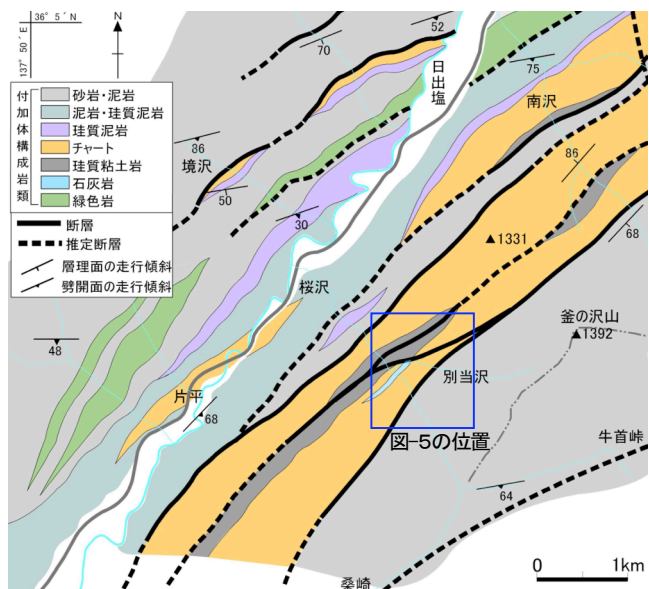 36° 5′ N
137° 50′ E
N
付加体構成岩類
砂岩・泥岩
泥岩・珪質泥岩
珪質泥岩
チャート
珪質粘土岩
石灰岩
緑色岩
断層
推定断層
層理面の走行傾斜
劈開面の走行傾斜
70
52
日出塩
75
南沢
86
境沢
50
30
86
68
▲1331
桜沢
釜の沢山
▲1392
48
別当沢
片平
68
図-5の位置
牛首峠
64
桑崎
0 1km